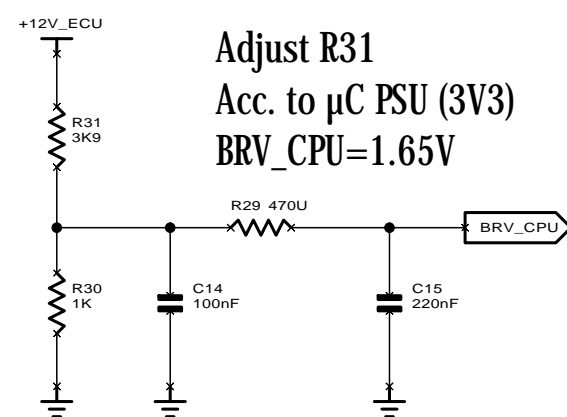 +12V_ECU
Adjust R31
Acc. to µC PSU (3V3)
BRV_CPU=1.65V
R31
3K9
R29 470U
BRV_CPU
R30
1K
C14
100nF
C15
220nF